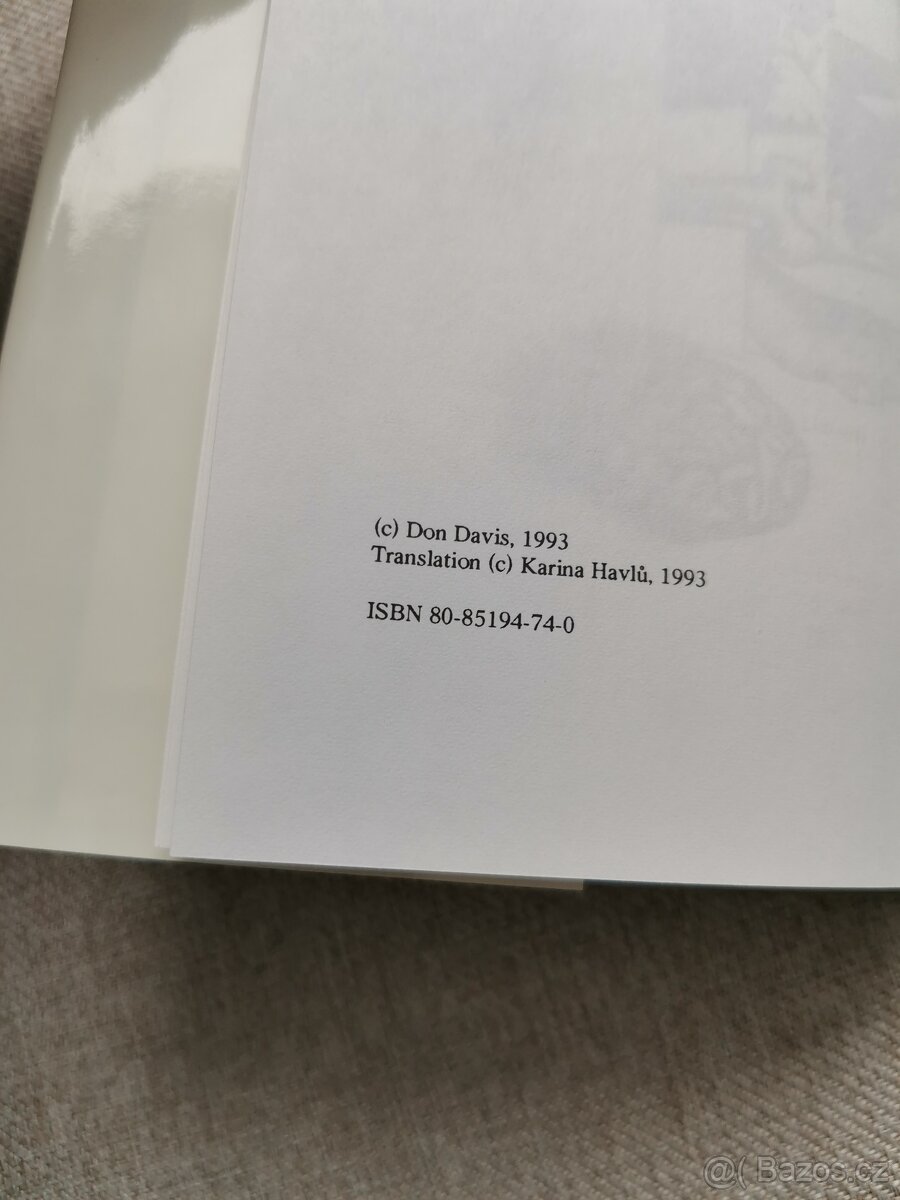 (c) Don Davis, 1993
Translation (c) Karina Havlů, 1993
ISBN 80-85194-74-0
@( Bazos.cz